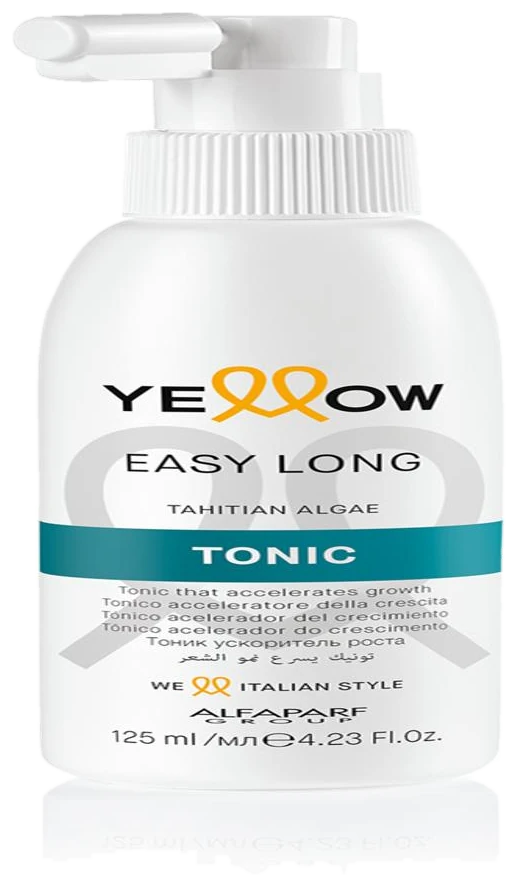 YELLOW
EASY LONG
TAHITIAN ALGAE
TONIC
Tonic that accelerates growth
Tonico acceleratore della crescita
Tónico acelerador del crecimiento
Tônico acelerador do crescimento
Тоник ускоритель роста
تونيك يسرع نمو الشعر
WE ITALIAN STYLE
ALFAPARF
GROUP
125 ml /мл℮4.23 Fl.Oz.